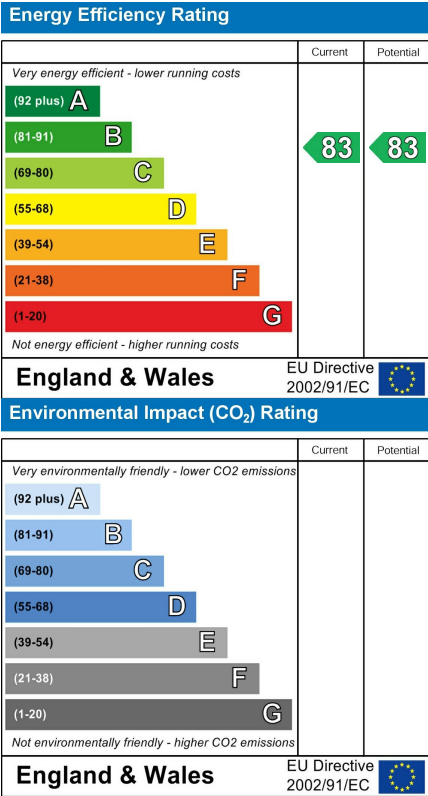 Energy Efficiency Rating
Current Potential
Very energy efficient - lower running costs
(92 plus) A
(81-91) B
83 83
(69-80) C
(55-68) D
(39-54) E
(21-38) F
(1-20) G
Not energy efficient - higher running costs
England & Wales
EU Directive
2002/91/EC
Environmental Impact (CO₂) Rating
Current Potential
Very environmentally friendly - lower CO2 emissions
(92 plus) A
(81-91) B
(69-80) C
(55-68) D
(39-54) E
(21-38) F
(1-20) G
Not environmentally friendly - higher CO2 emissions
England & Wales
EU Directive
2002/91/EC